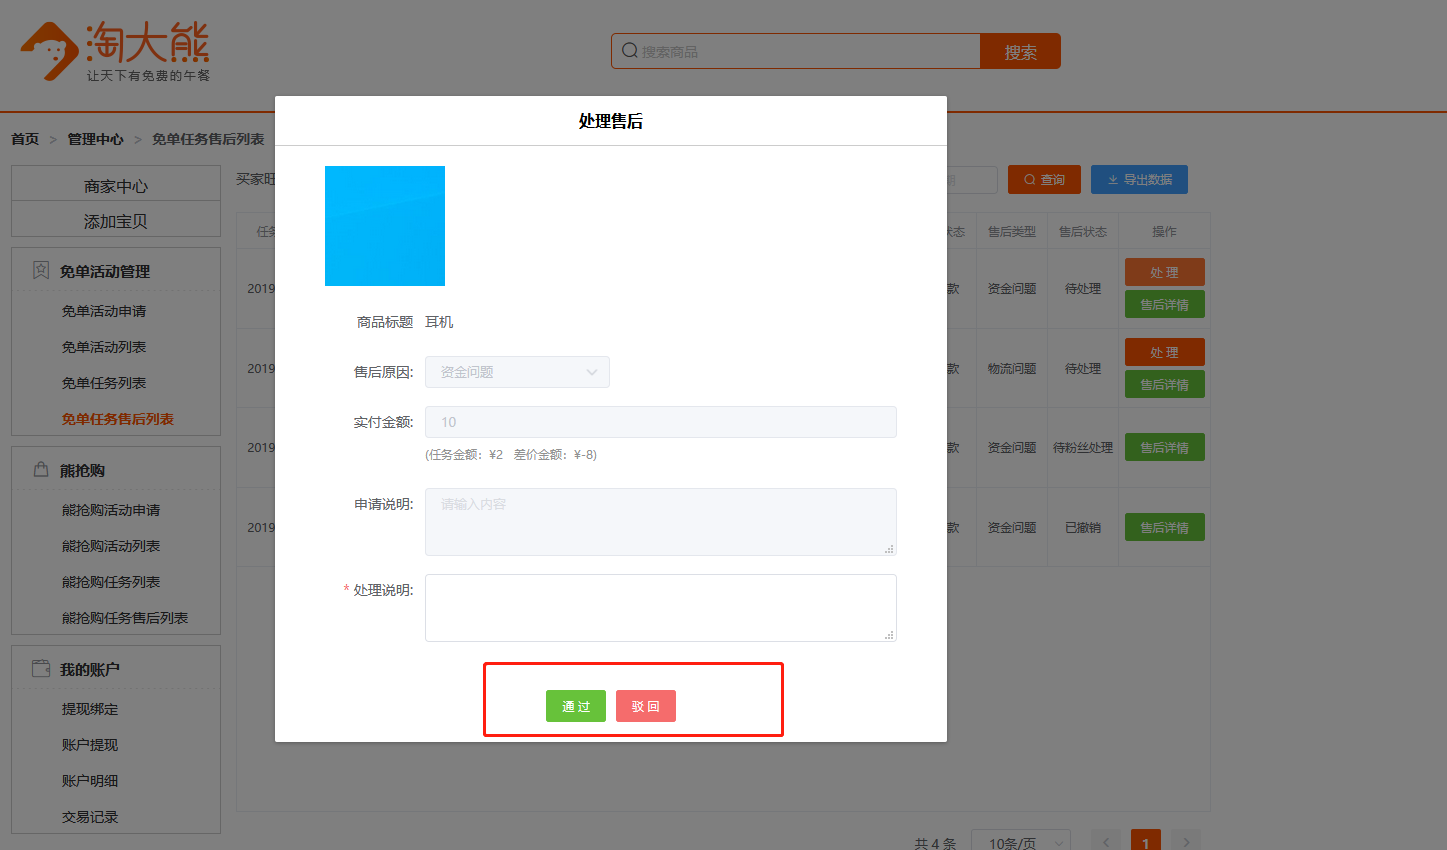 淘大熊
让天下有免费的午餐
搜索商品
搜索
首页 > 管理中心 > 免单任务售后列表
商家中心
添加宝贝
免单活动管理
免单活动申请
免单活动列表
免单任务列表
免单任务售后列表
熊抢购
熊抢购活动申请
熊抢购活动列表
熊抢购任务列表
熊抢购任务售后列表
我的账户
提现绑定
账户提现
账户明细
交易记录
买家旺
查询
导出数据
任务
状态 售后类型 售后状态 操作
2019
款 资金问题 待处理 处 理
售后详情
2019
款 物流问题 待处理 处 理
售后详情
2019
款 资金问题 待粉丝处理 售后详情
2019
款 资金问题 已撤销 售后详情
共 4 条 10条/页 < 1 >
处理售后
商品标题 耳机
售后原因: 资金问题
实付金额: 10
(任务金额：¥2 差价金额：¥-8)
申请说明: 请输入内容
* 处理说明:
通 过
驳 回